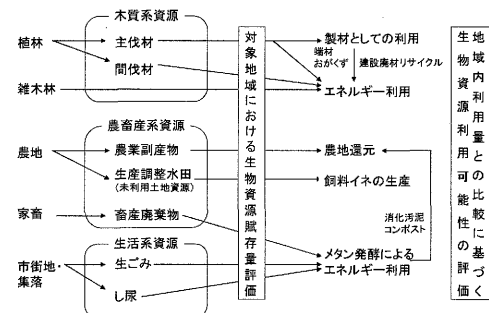 木質系資源
植林
主伐材
間伐材
雑木林
農畜産系資源
農地
農業副産物
生産調整水田
(未利用土地資源)
家畜
畜産廃棄物
生活系資源
市街地・
集落
生ごみ
し尿
対象地域における生物資源賦存量評価
製材としての利用
端材
おがくず
建設廃材リサイクル
エネルギー利用
農地還元
飼料イネの生産
消化汚泥
コンポスト
メタン発酵による
エネルギー利用
地域内利用量との比較に基づく
生物資源利用可能性の評価